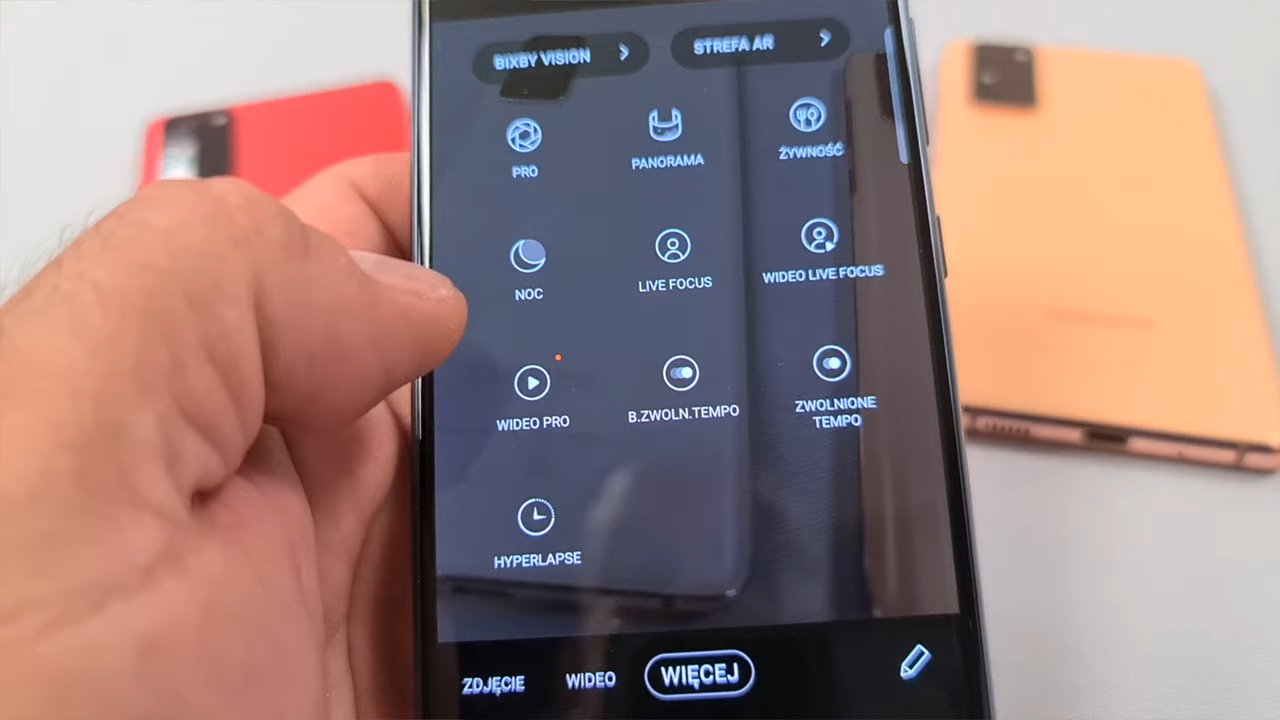 BIXBY VISION
STREFA AR
PRO
PANORAMA
ŻYWNOŚĆ
NOC
LIVE FOCUS
WIDEO LIVE FOCUS
WIDEO PRO
B.ZWOLN.TEMPO
ZWOLNIONE
TEMPO
HYPERLAPSE
ZDJĘCIE
WIDEO
WIĘCEJ